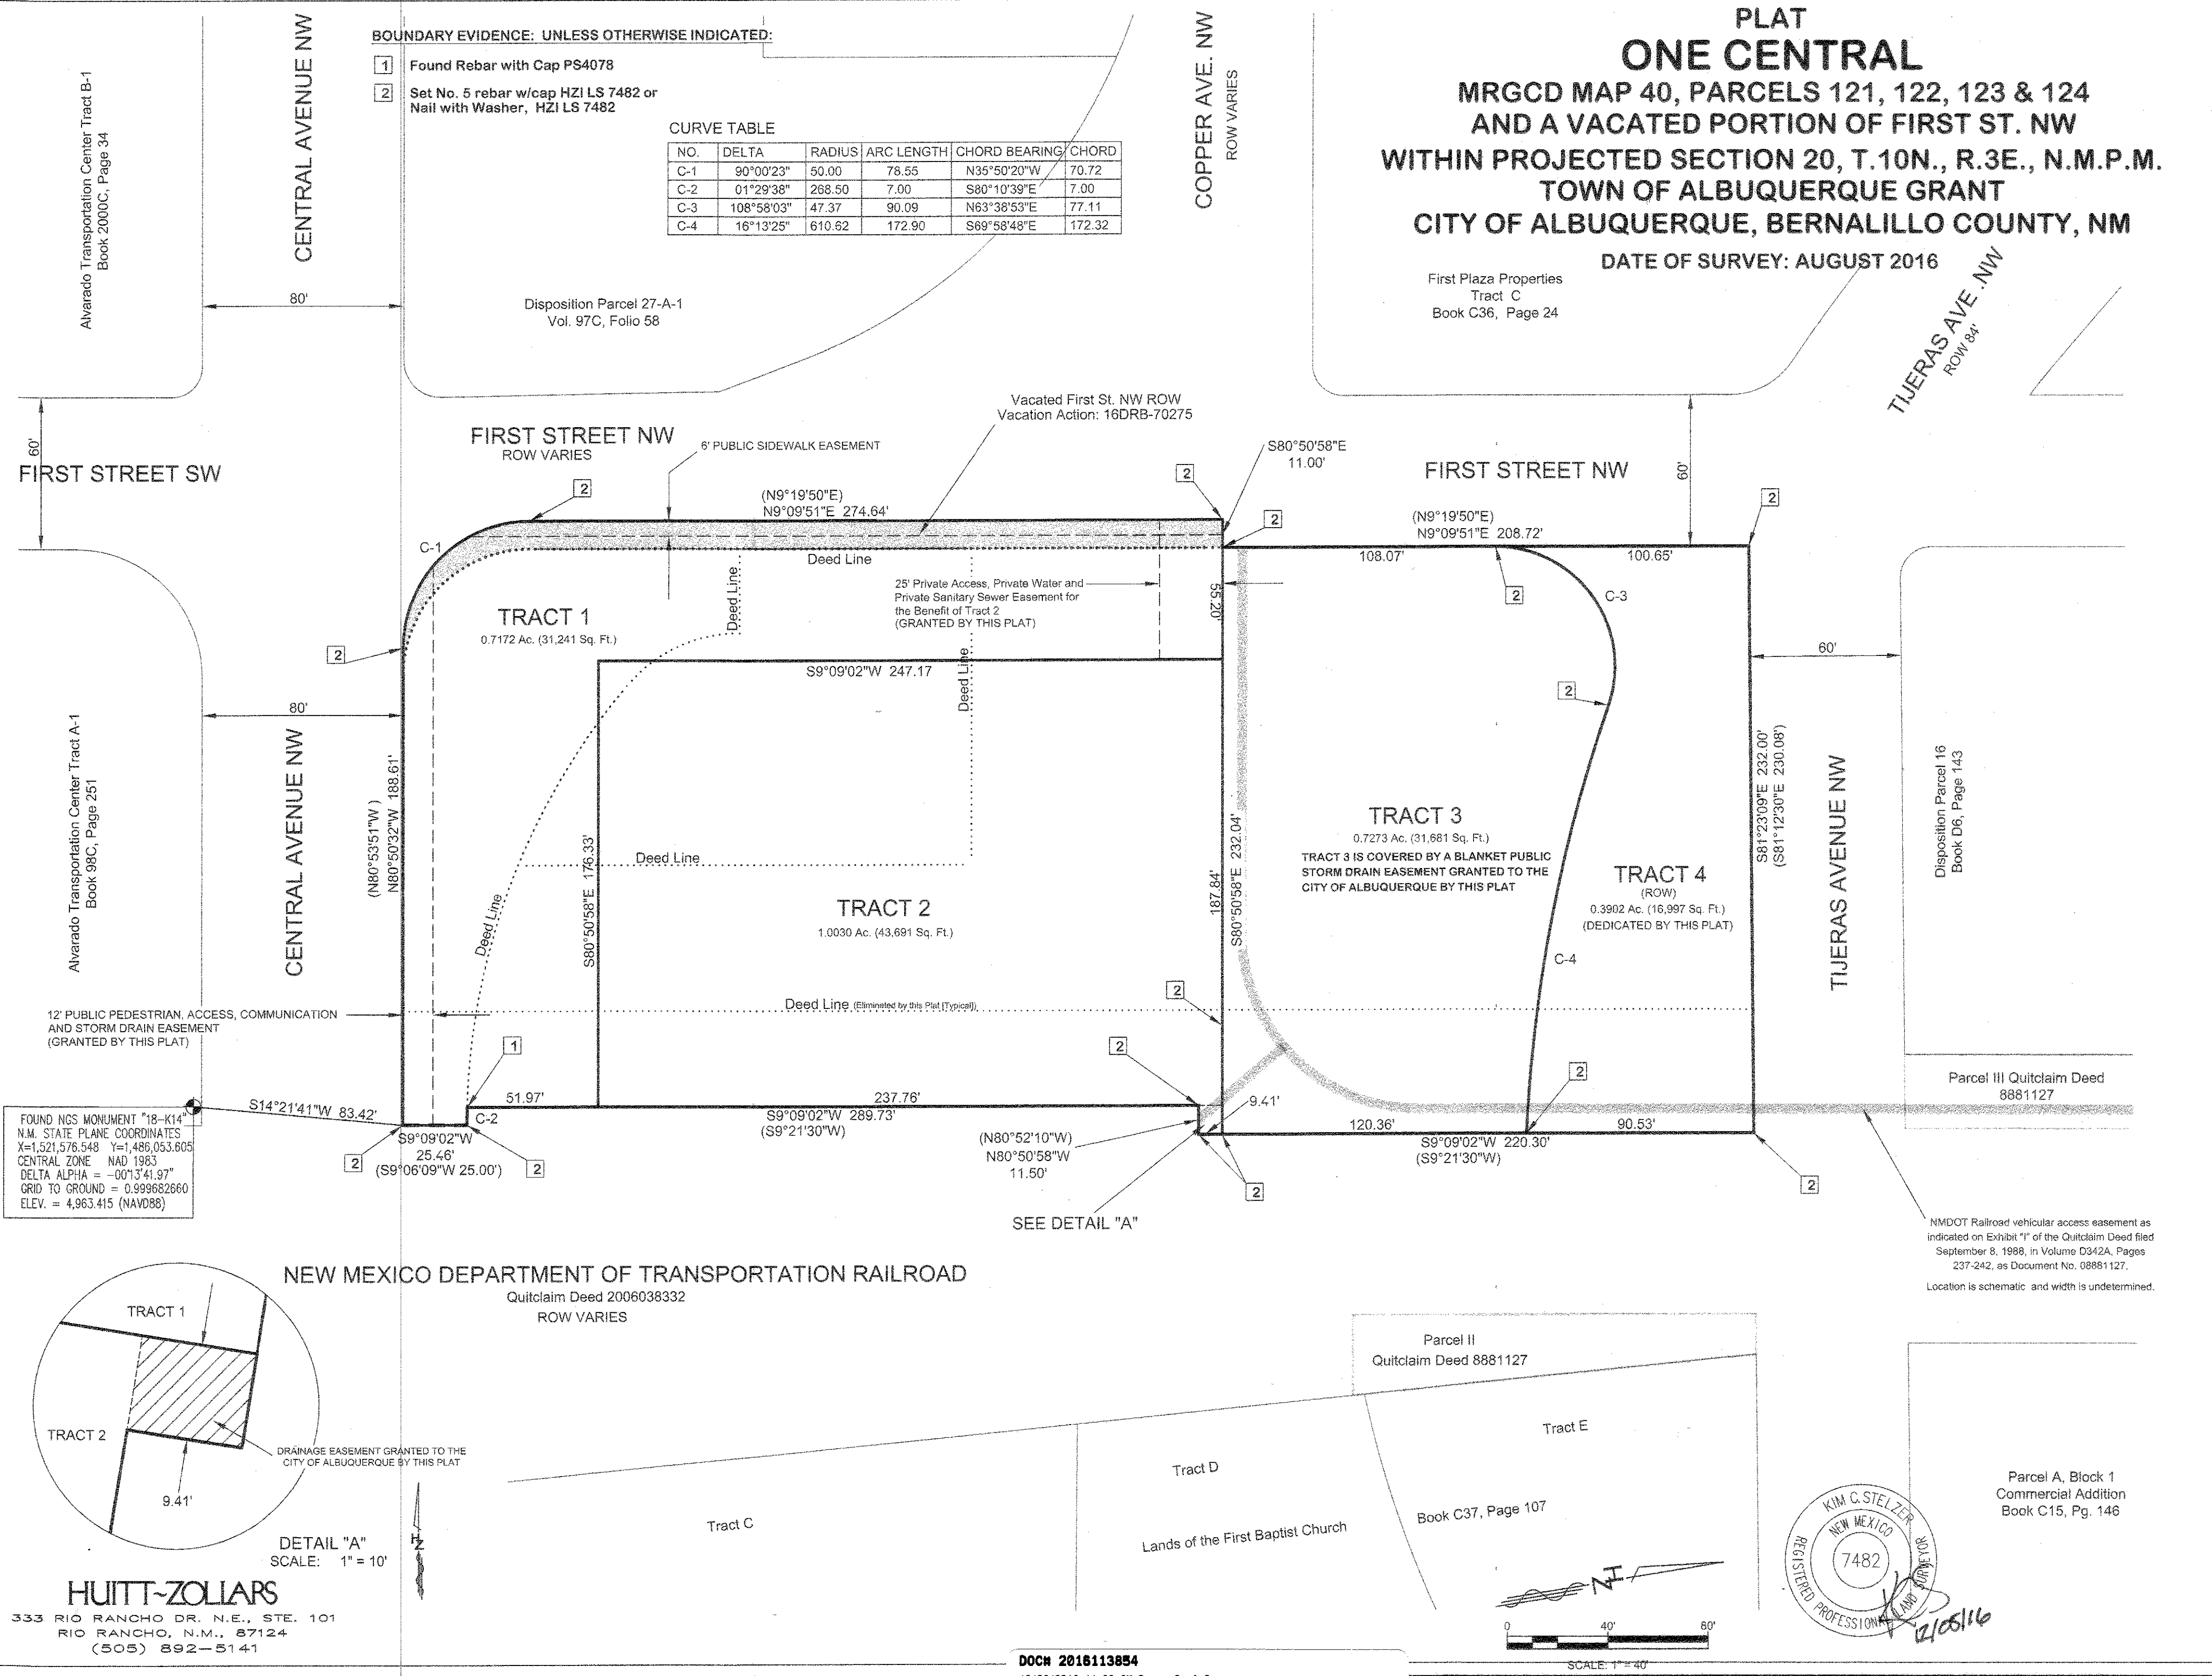 PLAT
ONE CENTRAL
MRGCD MAP 40, PARCELS 121, 122, 123 & 124
AND A VACATED PORTION OF FIRST ST. NW
WITHIN PROJECTED SECTION 20, T.10N., R.3E., N.M.P.M.
TOWN OF ALBUQUERQUE GRANT
CITY OF ALBUQUERQUE, BERNALILLO COUNTY, NM
DATE OF SURVEY: AUGUST 2016
BOUNDARY EVIDENCE: UNLESS OTHERWISE INDICATED:
1 Found Rebar with Cap PS4078
2 Set No. 5 rebar w/cap HZI LS 7482 or
Nail with Washer, HZI LS 7482
CURVE TABLE
NO. DELTA RADIUS ARC LENGTH CHORD BEARING CHORD
C-1 90°00'23" 50.00 78.55 N35°50'20"W 70.72
C-2 01°29'38" 268.50 7.00 S80°10'39"E 7.00
C-3 108°58'03" 47.37 90.09 N63°38'53"E 77.11
C-4 16°13'25" 610.62 172.90 S69°58'48"E 172.32
Alvarado Transportation Center Tract B-1
Book 2000C, Page 34
CENTRAL AVENUE NW
COPPER AVE. NW
ROW VARIES
80'
Disposition Parcel 27-A-1
Vol. 97C, Folio 58
First Plaza Properties
Tract C
Book C36, Page 24
TIJERAS AVE .NW
ROW 84'
60'
FIRST STREET SW
FIRST STREET NW
ROW VARIES
6' PUBLIC SIDEWALK EASEMENT
Vacated First St. NW ROW
Vacation Action: 16DRB-70275
S80°50'58"E
11.00'
FIRST STREET NW
60'
2
2
2
2
(N9°19'50"E)
N9°09'51"E 274.64'
(N9°19'50"E)
N9°09'51"E 208.72'
108.07'
100.65'
C-1
Deed Line
Deed Line
25' Private Access, Private Water and
Private Sanitary Sewer Easement for
the Benefit of Tract 2
(GRANTED BY THIS PLAT)
55.20'
2
C-3
TRACT 1
0.7172 Ac. (31,241 Sq. Ft.)
2
S9°09'02"W 247.17
Deed Line
2
60'
80'
Alvarado Transportation Center Tract A-1
Book 98C, Page 251
CENTRAL AVENUE NW
(N80°53'51"W )
N80°50'32"W 188.61'
S80°50'58"E 176.33'
Deed Line
Deed Line
TRACT 2
1.0030 Ac. (43,691 Sq. Ft.)
187.84'
S80°50'58"E 232.04'
TRACT 3
0.7273 Ac. (31,681 Sq. Ft.)
TRACT 3 IS COVERED BY A BLANKET PUBLIC
STORM DRAIN EASEMENT GRANTED TO THE
CITY OF ALBUQUERQUE BY THIS PLAT
TRACT 4
(ROW)
0.3902 Ac. (16,997 Sq. Ft.)
(DEDICATED BY THIS PLAT)
C-4
S81°23'09"E 232.00'
(S81°12'30"E 230.08')
TIJERAS AVENUE NW
Disposition Parcel 16
Book D6, Page 143
Deed Line (Eliminated by this Plat [Typical])
2
12' PUBLIC PEDESTRIAN, ACCESS, COMMUNICATION
AND STORM DRAIN EASEMENT
(GRANTED BY THIS PLAT)
1
2
2
Parcel III Quitclaim Deed
8881127
S14°21'41"W 83.42'
51.97'
237.76'
C-2
S9°09'02"W 289.73'
(S9°21'30"W)
9.41'
120.36'
90.53'
S9°09'02"W 220.30'
(S9°21'30"W)
FOUND NGS MONUMENT "18-K14"
N.M. STATE PLANE COORDINATES
X=1,521,576.548 Y=1,486,053.605
CENTRAL ZONE NAD 1983
DELTA ALPHA = -00°13'41.97"
GRID TO GROUND = 0.999682660
ELEV. = 4,963.415 (NAVD88)
S9°09'02"W
25.46'
(S9°06'09"W 25.00')
2
2
(N80°52'10"W)
N80°50'58"W
11.50'
2
2
SEE DETAIL "A"
NMDOT Railroad vehicular access easement as
indicated on Exhibit "I" of the Quitclaim Deed filed
September 8, 1988, in Volume D342A, Pages
237-242, as Document No. 08881127.
Location is schematic and width is undetermined.
NEW MEXICO DEPARTMENT OF TRANSPORTATION RAILROAD
Quitclaim Deed 2006038332
ROW VARIES
TRACT 1
TRACT 2
DRAINAGE EASEMENT GRANTED TO THE
CITY OF ALBUQUERQUE BY THIS PLAT
9.41'
DETAIL "A"
SCALE: 1" = 10'
Parcel II
Quitclaim Deed 8881127
Tract C
Tract D
Tract E
Book C37, Page 107
Lands of the First Baptist Church
Parcel A, Block 1
Commercial Addition
Book C15, Pg. 146
KIM C. STELZER
NEW MEXICO
7482
REGISTERED PROFESSIONAL LAND SURVEYOR
12/05/16
HUITT~ZOLLARS
333 RIO RANCHO DR. N.E., STE. 101
RIO RANCHO, N.M., 87124
(505) 892-5141
HZ
N
0 40' 80'
SCALE: 1" = 40'
DOC# 2016113854